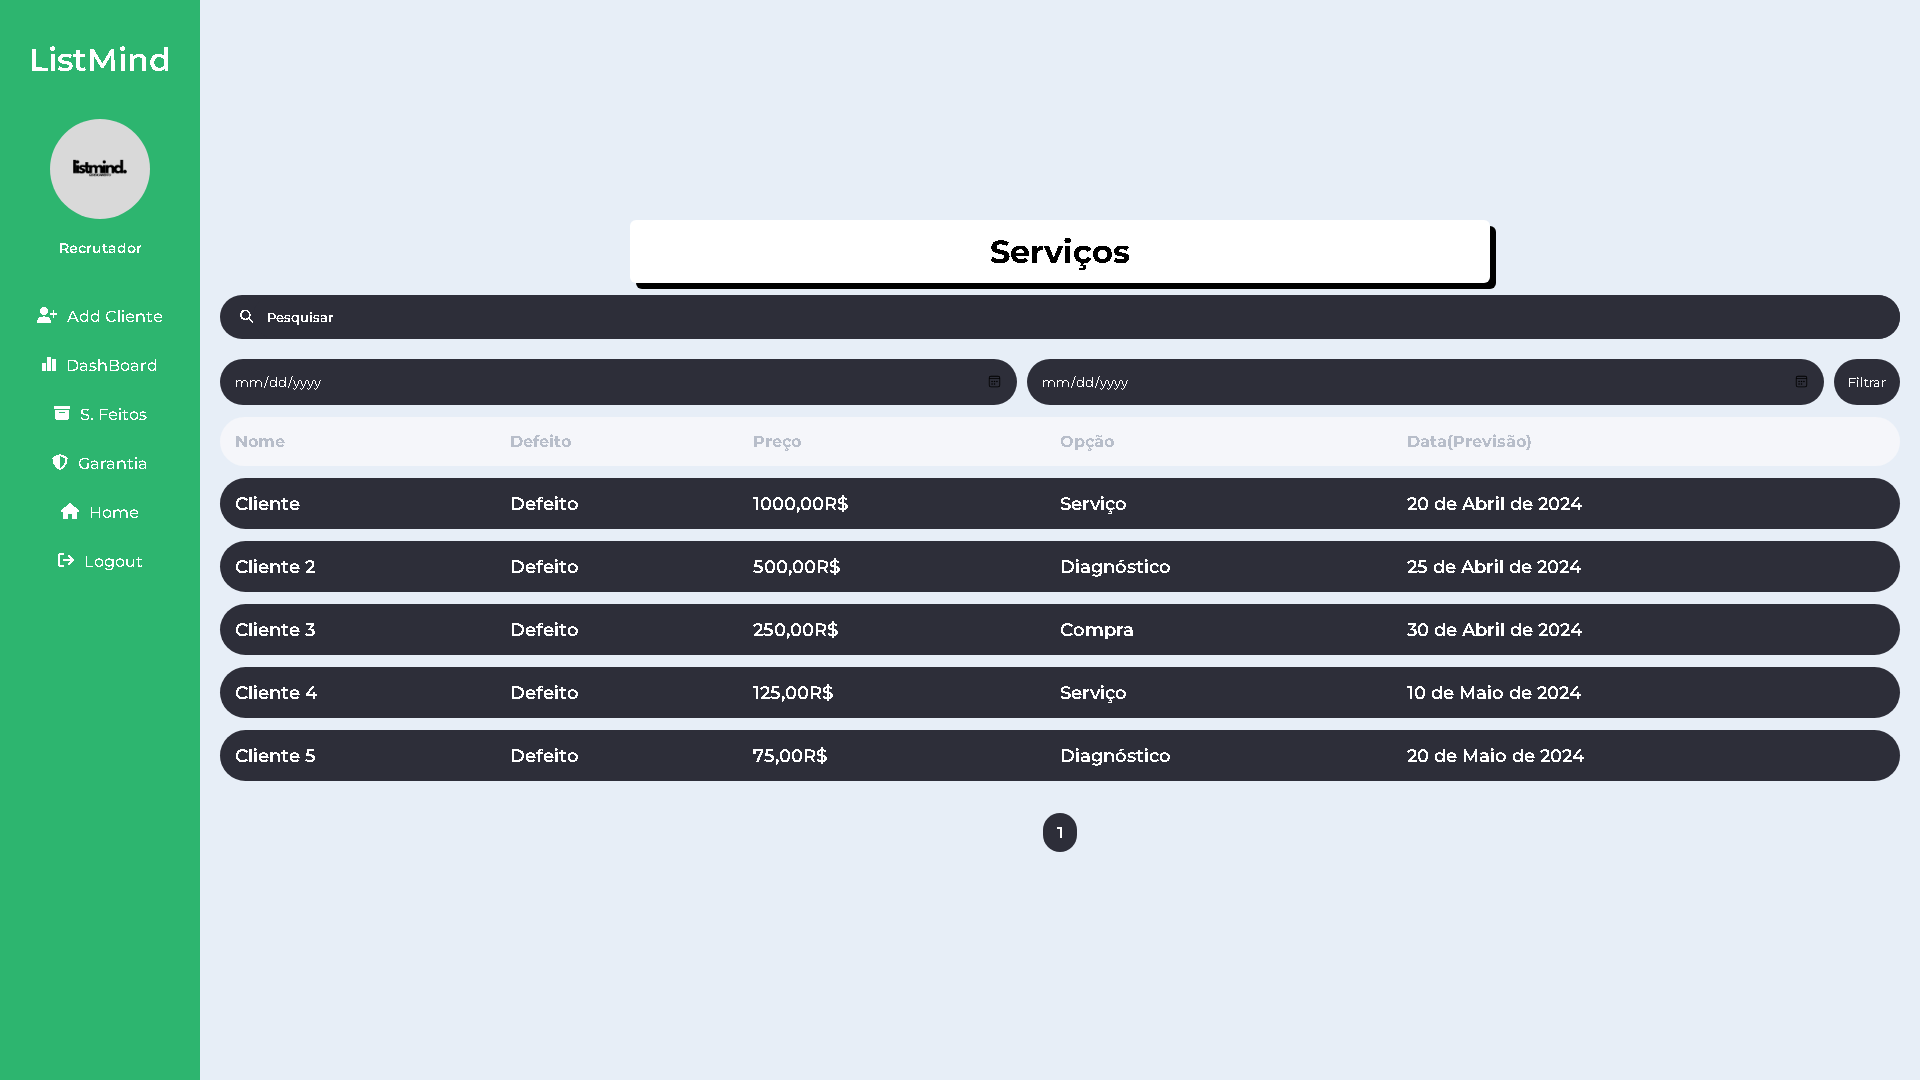 ListMind
listmind.
Recrutador
Add Cliente
DashBoard
S. Feitos
Garantia
Home
Logout
Serviços
Pesquisar
mm/dd/yyyy mm/dd/yyyy Filtrar
Nome Defeito Preço Opção Data(Previsão)
Cliente Defeito 1000,00R$ Serviço 20 de Abril de 2024
Cliente 2 Defeito 500,00R$ Diagnóstico 25 de Abril de 2024
Cliente 3 Defeito 250,00R$ Compra 30 de Abril de 2024
Cliente 4 Defeito 125,00R$ Serviço 10 de Maio de 2024
Cliente 5 Defeito 75,00R$ Diagnóstico 20 de Maio de 2024
1